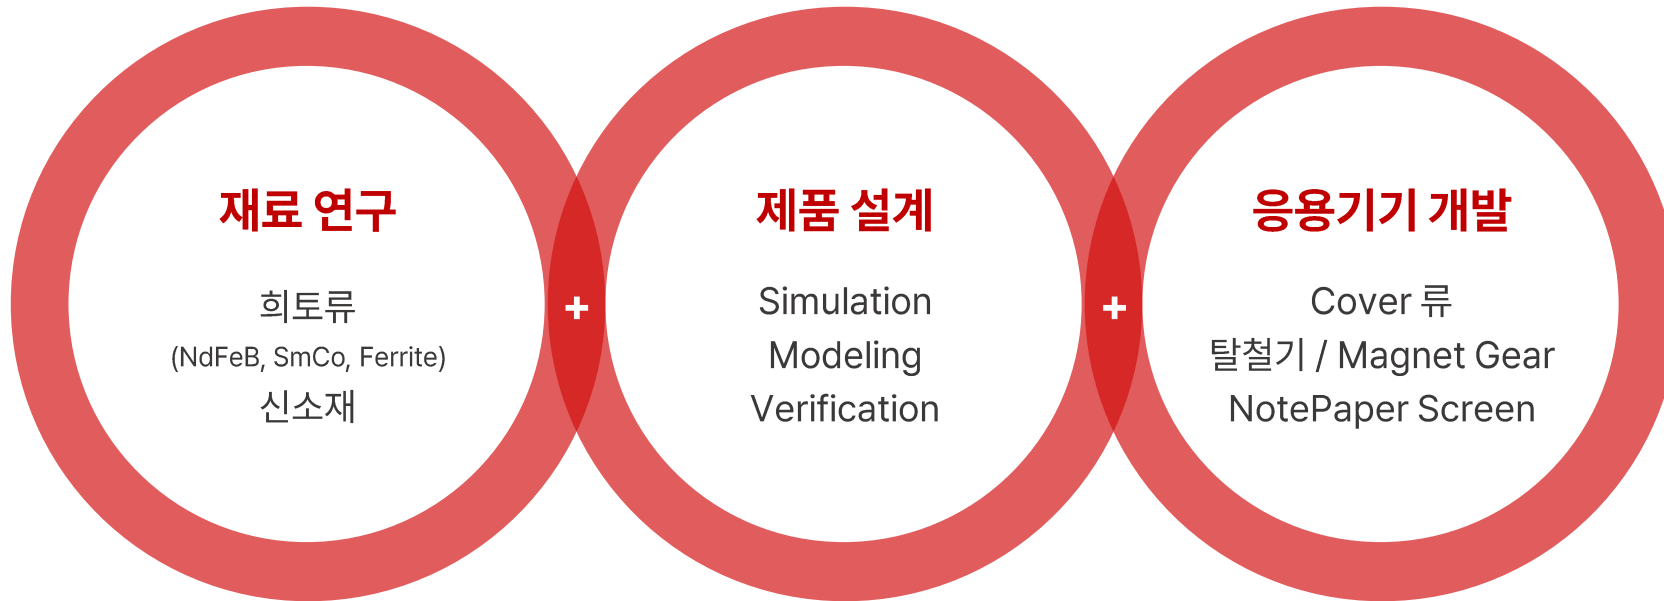 재료 연구
희토류
(NdFeB, SmCo, Ferrite)
신소재
+
제품 설계
Simulation
Modeling
Verification
+
응용기기 개발
Cover 류
탈철기 / Magnet Gear
NotePaper Screen